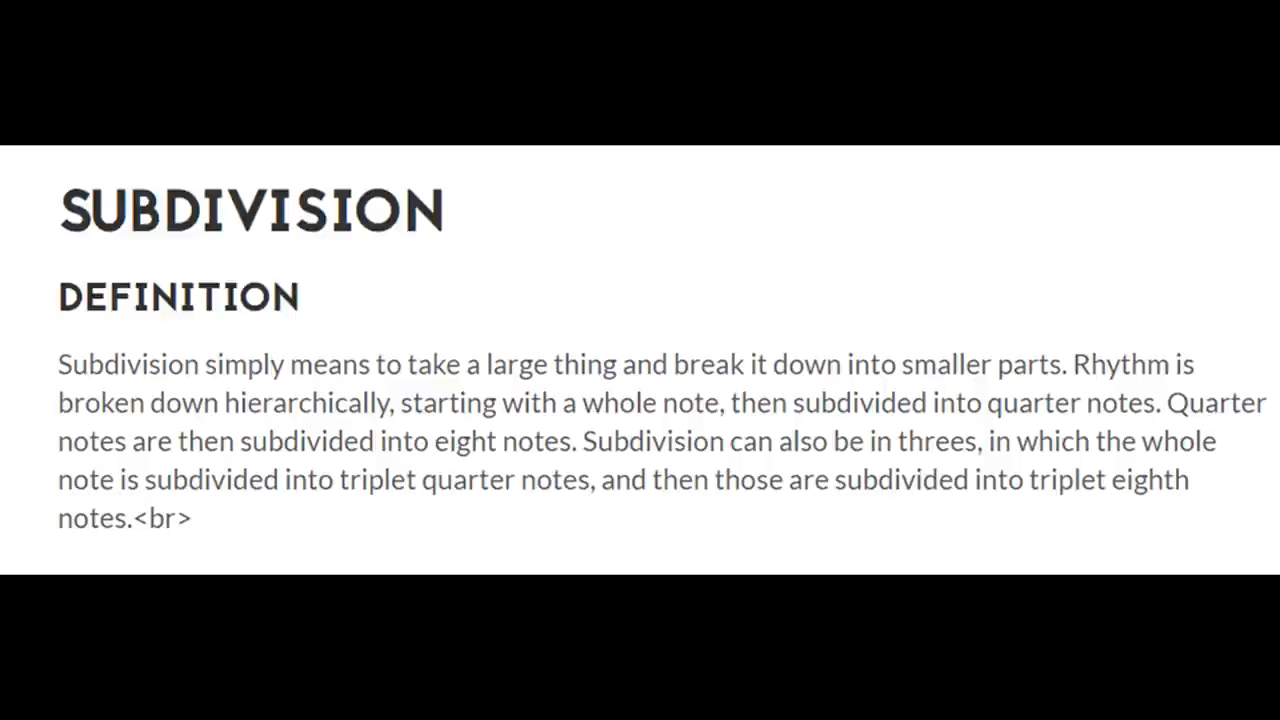 SUBDIVISION
DEFINITION
Subdivision simply means to take a large thing and break it down into smaller parts. Rhythm is
broken down hierarchically, starting with a whole note, then subdivided into quarter notes. Quarter
notes are then subdivided into eight notes. Subdivision can also be in threes, in which the whole
note is subdivided into triplet quarter notes, and then those are subdivided into triplet eighth
notes.<br>